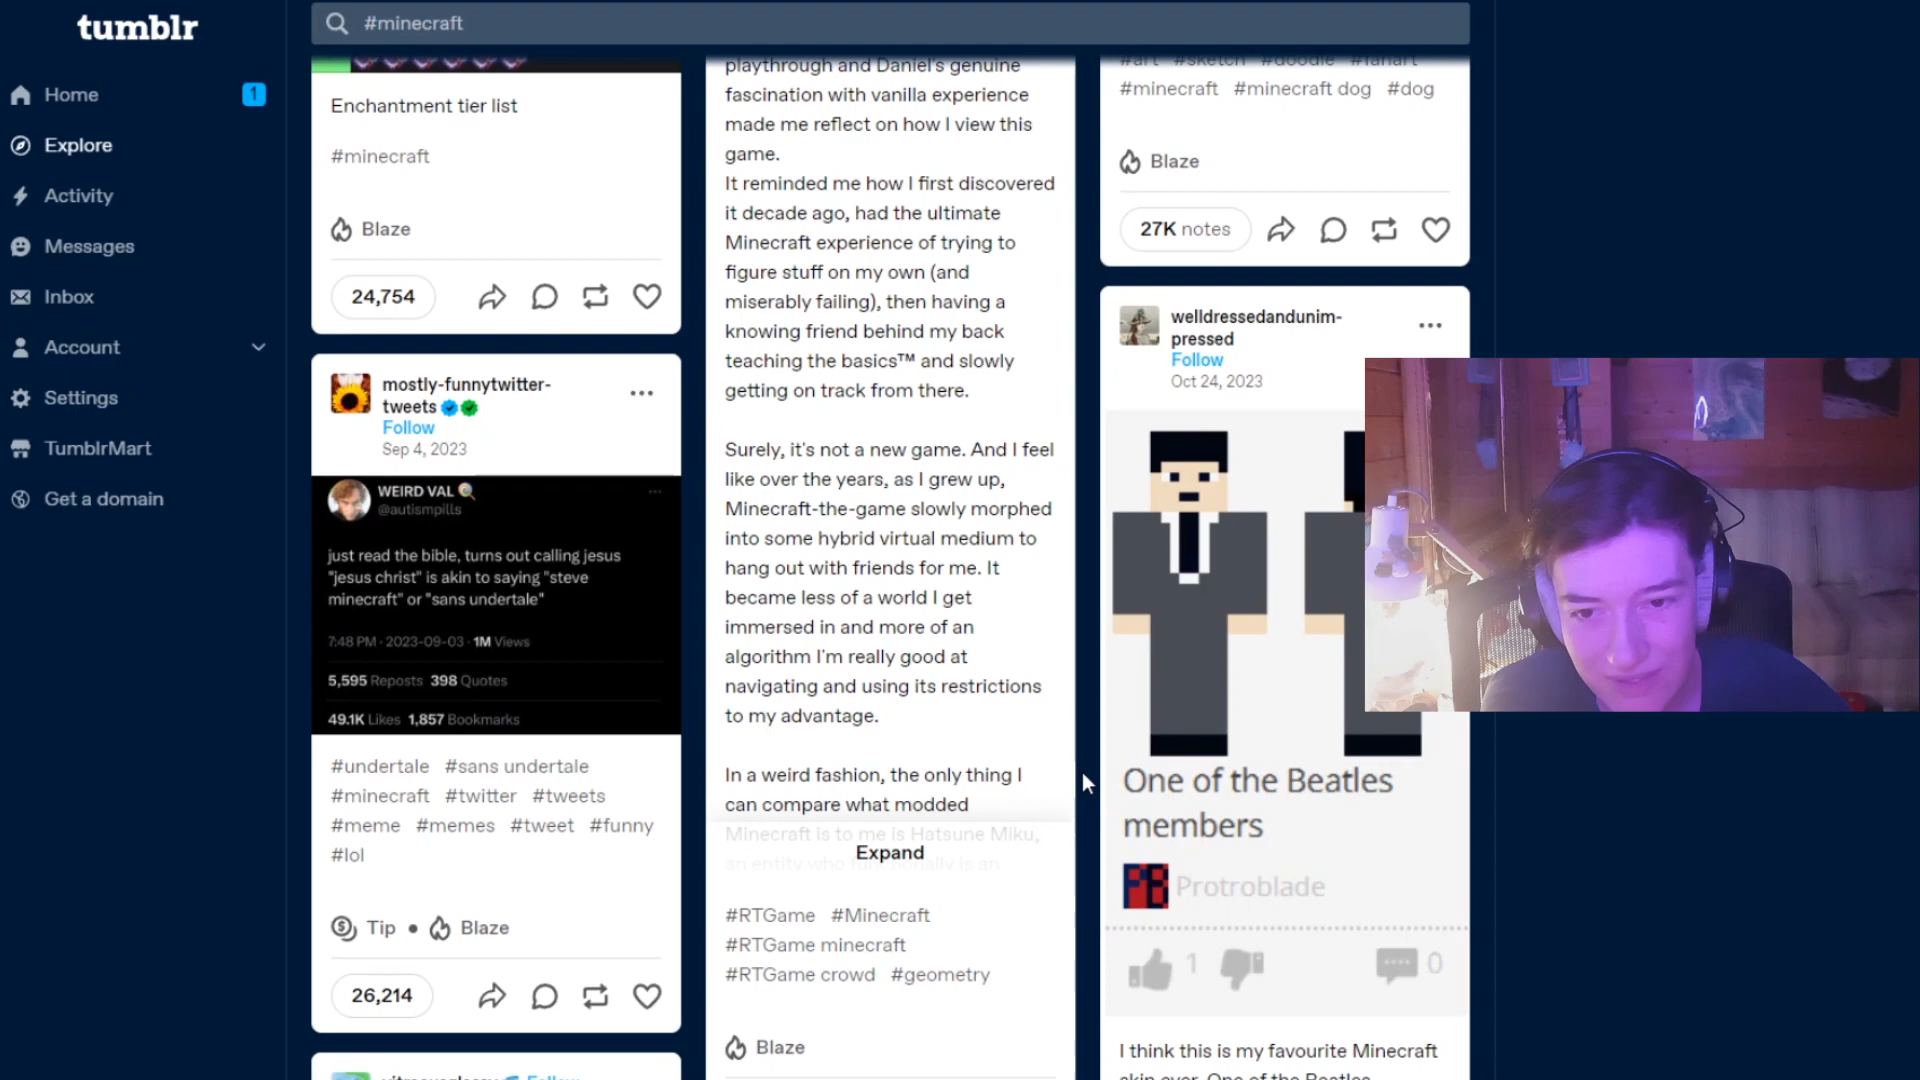 tumblr
#minecraft
Home
1
Explore
Activity
Messages
Inbox
Account
Settings
TumblrMart
Get a domain
Enchantment tier list
#minecraft
Blaze
24,754
mostly-funnytwitter-
tweets
Follow
Sep 4, 2023
WEIRD VAL
@autismpills
just read the bible, turns out calling jesus
"jesus christ" is akin to saying "steve
minecraft" or "sans undertale"
7:48 PM · 2023-09-03 · 1M Views
5,595 Reposts 398 Quotes
49.1K Likes 1,857 Bookmarks
#undertale #sans undertale
#minecraft #twitter #tweets
#meme #memes #tweet #funny
#lol
Tip • Blaze
26,214
Follow
playthrough and Daniel's genuine
fascination with vanilla experience
made me reflect on how I view this
game.
It reminded me how I first discovered
it decade ago, had the ultimate
Minecraft experience of trying to
figure stuff on my own (and
miserably failing), then having a
knowing friend behind my back
teaching the basics™ and slowly
getting on track from there.
Surely, it's not a new game. And I feel
like over the years, as I grew up,
Minecraft-the-game slowly morphed
into some hybrid virtual medium to
hang out with friends for me. It
became less of a world I get
immersed in and more of an
algorithm I'm really good at
navigating and using its restrictions
to my advantage.
In a weird fashion, the only thing I
can compare what modded
Minecraft is to me is Hatsune Miku,
an entity who functionally is an
Expand
#RTGame #Minecraft
#RTGame minecraft
#RTGame crowd #geometry
Blaze
#art #sketch #doodle #fanart
#minecraft #minecraft dog #dog
Blaze
27K notes
welldressedandunim-
pressed
Follow
Oct 24, 2023
One of the Beatles
members
PB Protroblade
1
0
I think this is my favourite Minecraft
skin ever. One of the Beatles